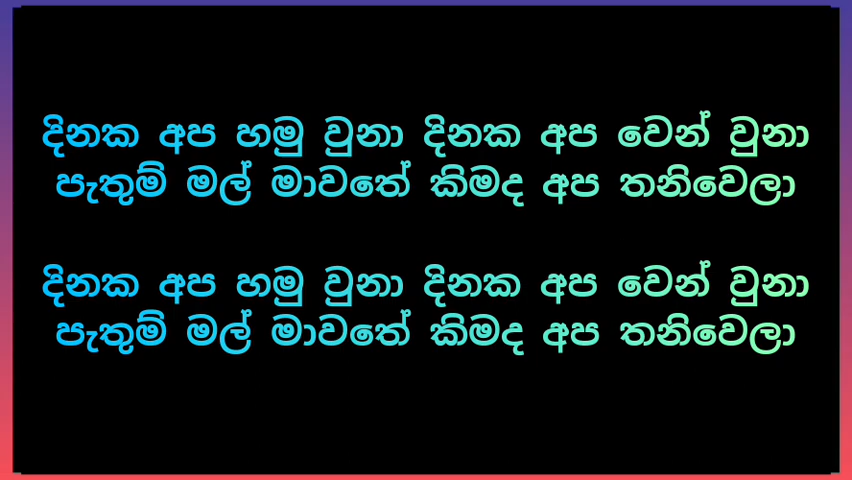 දිනක අප හමු වුනා දිනක අප වෙන් වුනා
පැතුම් මල් මාවතේ කිමද අප තනිවෙලා
දිනක අප හමු වුනා දිනක අප වෙන් වුනා
පැතුම් මල් මාවතේ කිමද අප තනිවෙලා